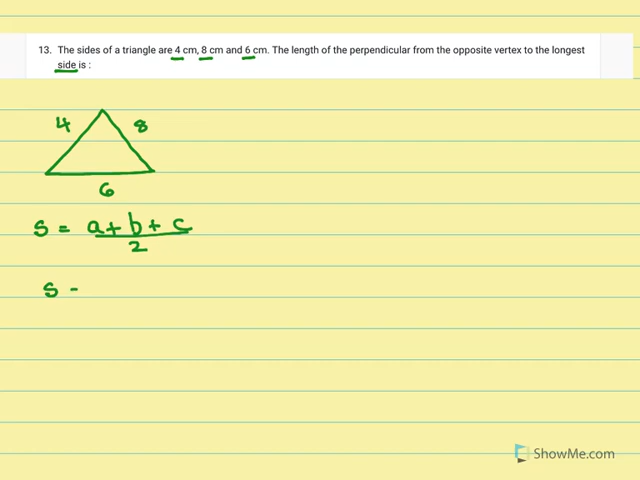 13. The sides of a triangle are 4 cm, 8 cm and 6 cm. The length of the perpendicular from the opposite vertex to the longest
side is :
4 8
6
s = a + b + c
2
s -
ShowMe.com